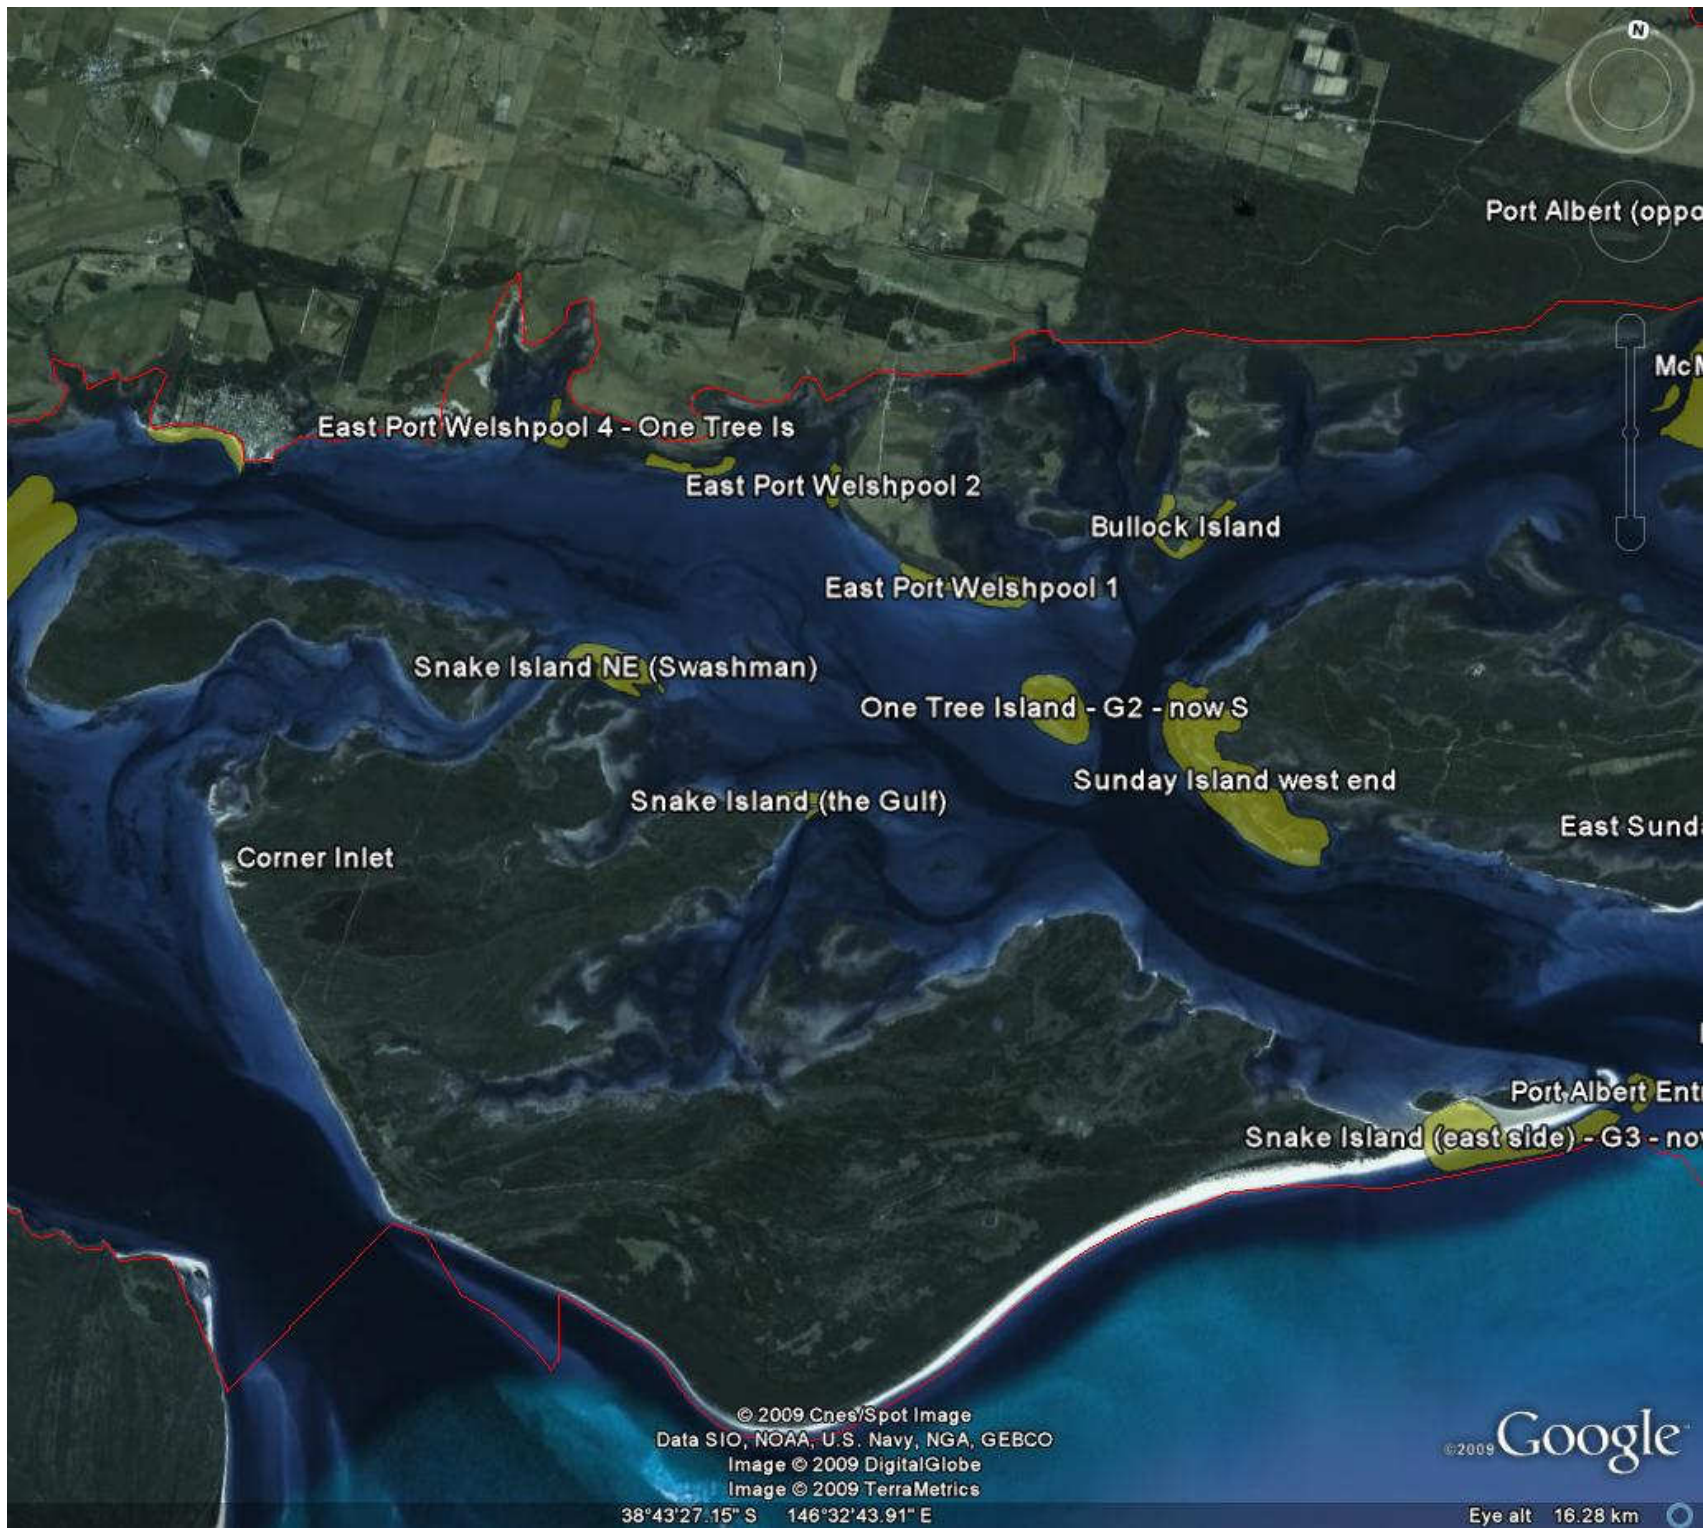 N
Port Albert (oppo
McM
East Port Welshpool 4 - One Tree Is
East Port Welshpool 2
Bullock Island
East Port Welshpool 1
Snake Island NE (Swashman)
One Tree Island - G2 - now S
Sunday Island west end
Snake Island (the Gulf)
East Sund
Corner Inlet
Port Albert Ent
Snake Island (east side) - G3 - no
© 2009 Cnes/Spot Image
Data SIO, NOAA, U.S. Navy, NGA, GEBCO
Image © 2009 DigitalGlobe
Image © 2009 TerraMetrics
©2009 Google™
38°43'27.15" S 146°32'43.91" E
Eye alt 16.28 km